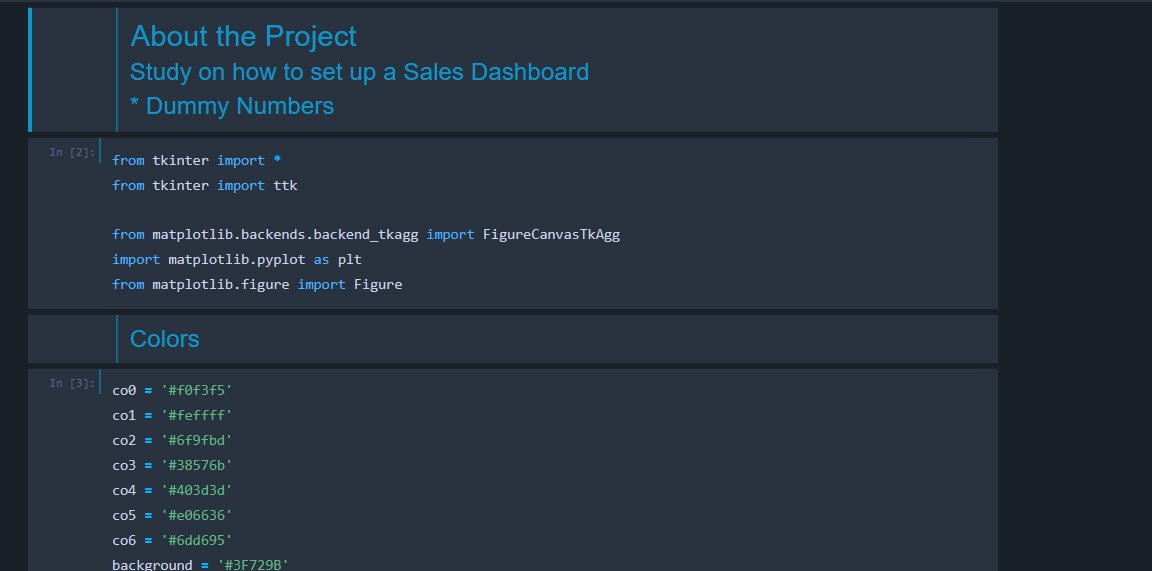 About the Project
Study on how to set up a Sales Dashboard
* Dummy Numbers
In [2]:
from tkinter import *
from tkinter import ttk
from matplotlib.backends.backend_tkagg import FigureCanvasTkAgg
import matplotlib.pyplot as plt
from matplotlib.figure import Figure
Colors
In [3]:
co0 = '#f0f3f5'
co1 = '#feffff'
co2 = '#6f9fbd'
co3 = '#38576b'
co4 = '#403d3d'
co5 = '#e06636'
co6 = '#6dd695'
background = '#3F729B'